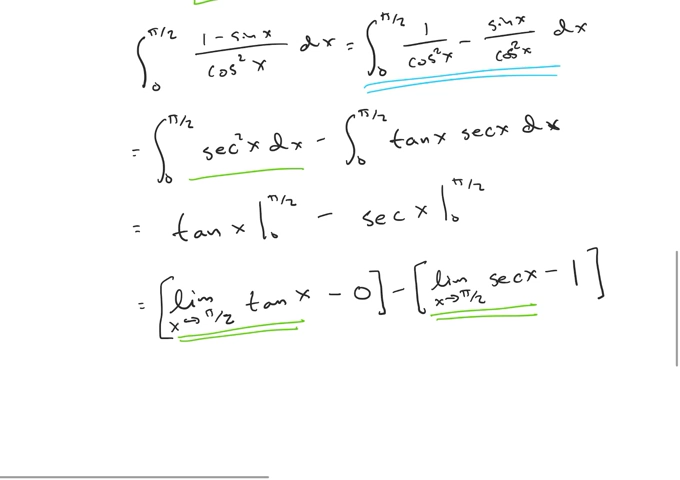 ∫₀^{π/2} (1 - sin x)/(cos² x) dx = ∫₀^{π/2} 1/(cos² x) - (sin x)/(cos² x) dx
= ∫₀^{π/2} sec² x dx - ∫₀^{π/2} tan x sec x dx
= tan x |₀^{π/2} - sec x |₀^{π/2}
= [lim_{x→π/2} tan x - 0] - [lim_{x→π/2} sec x - 1]